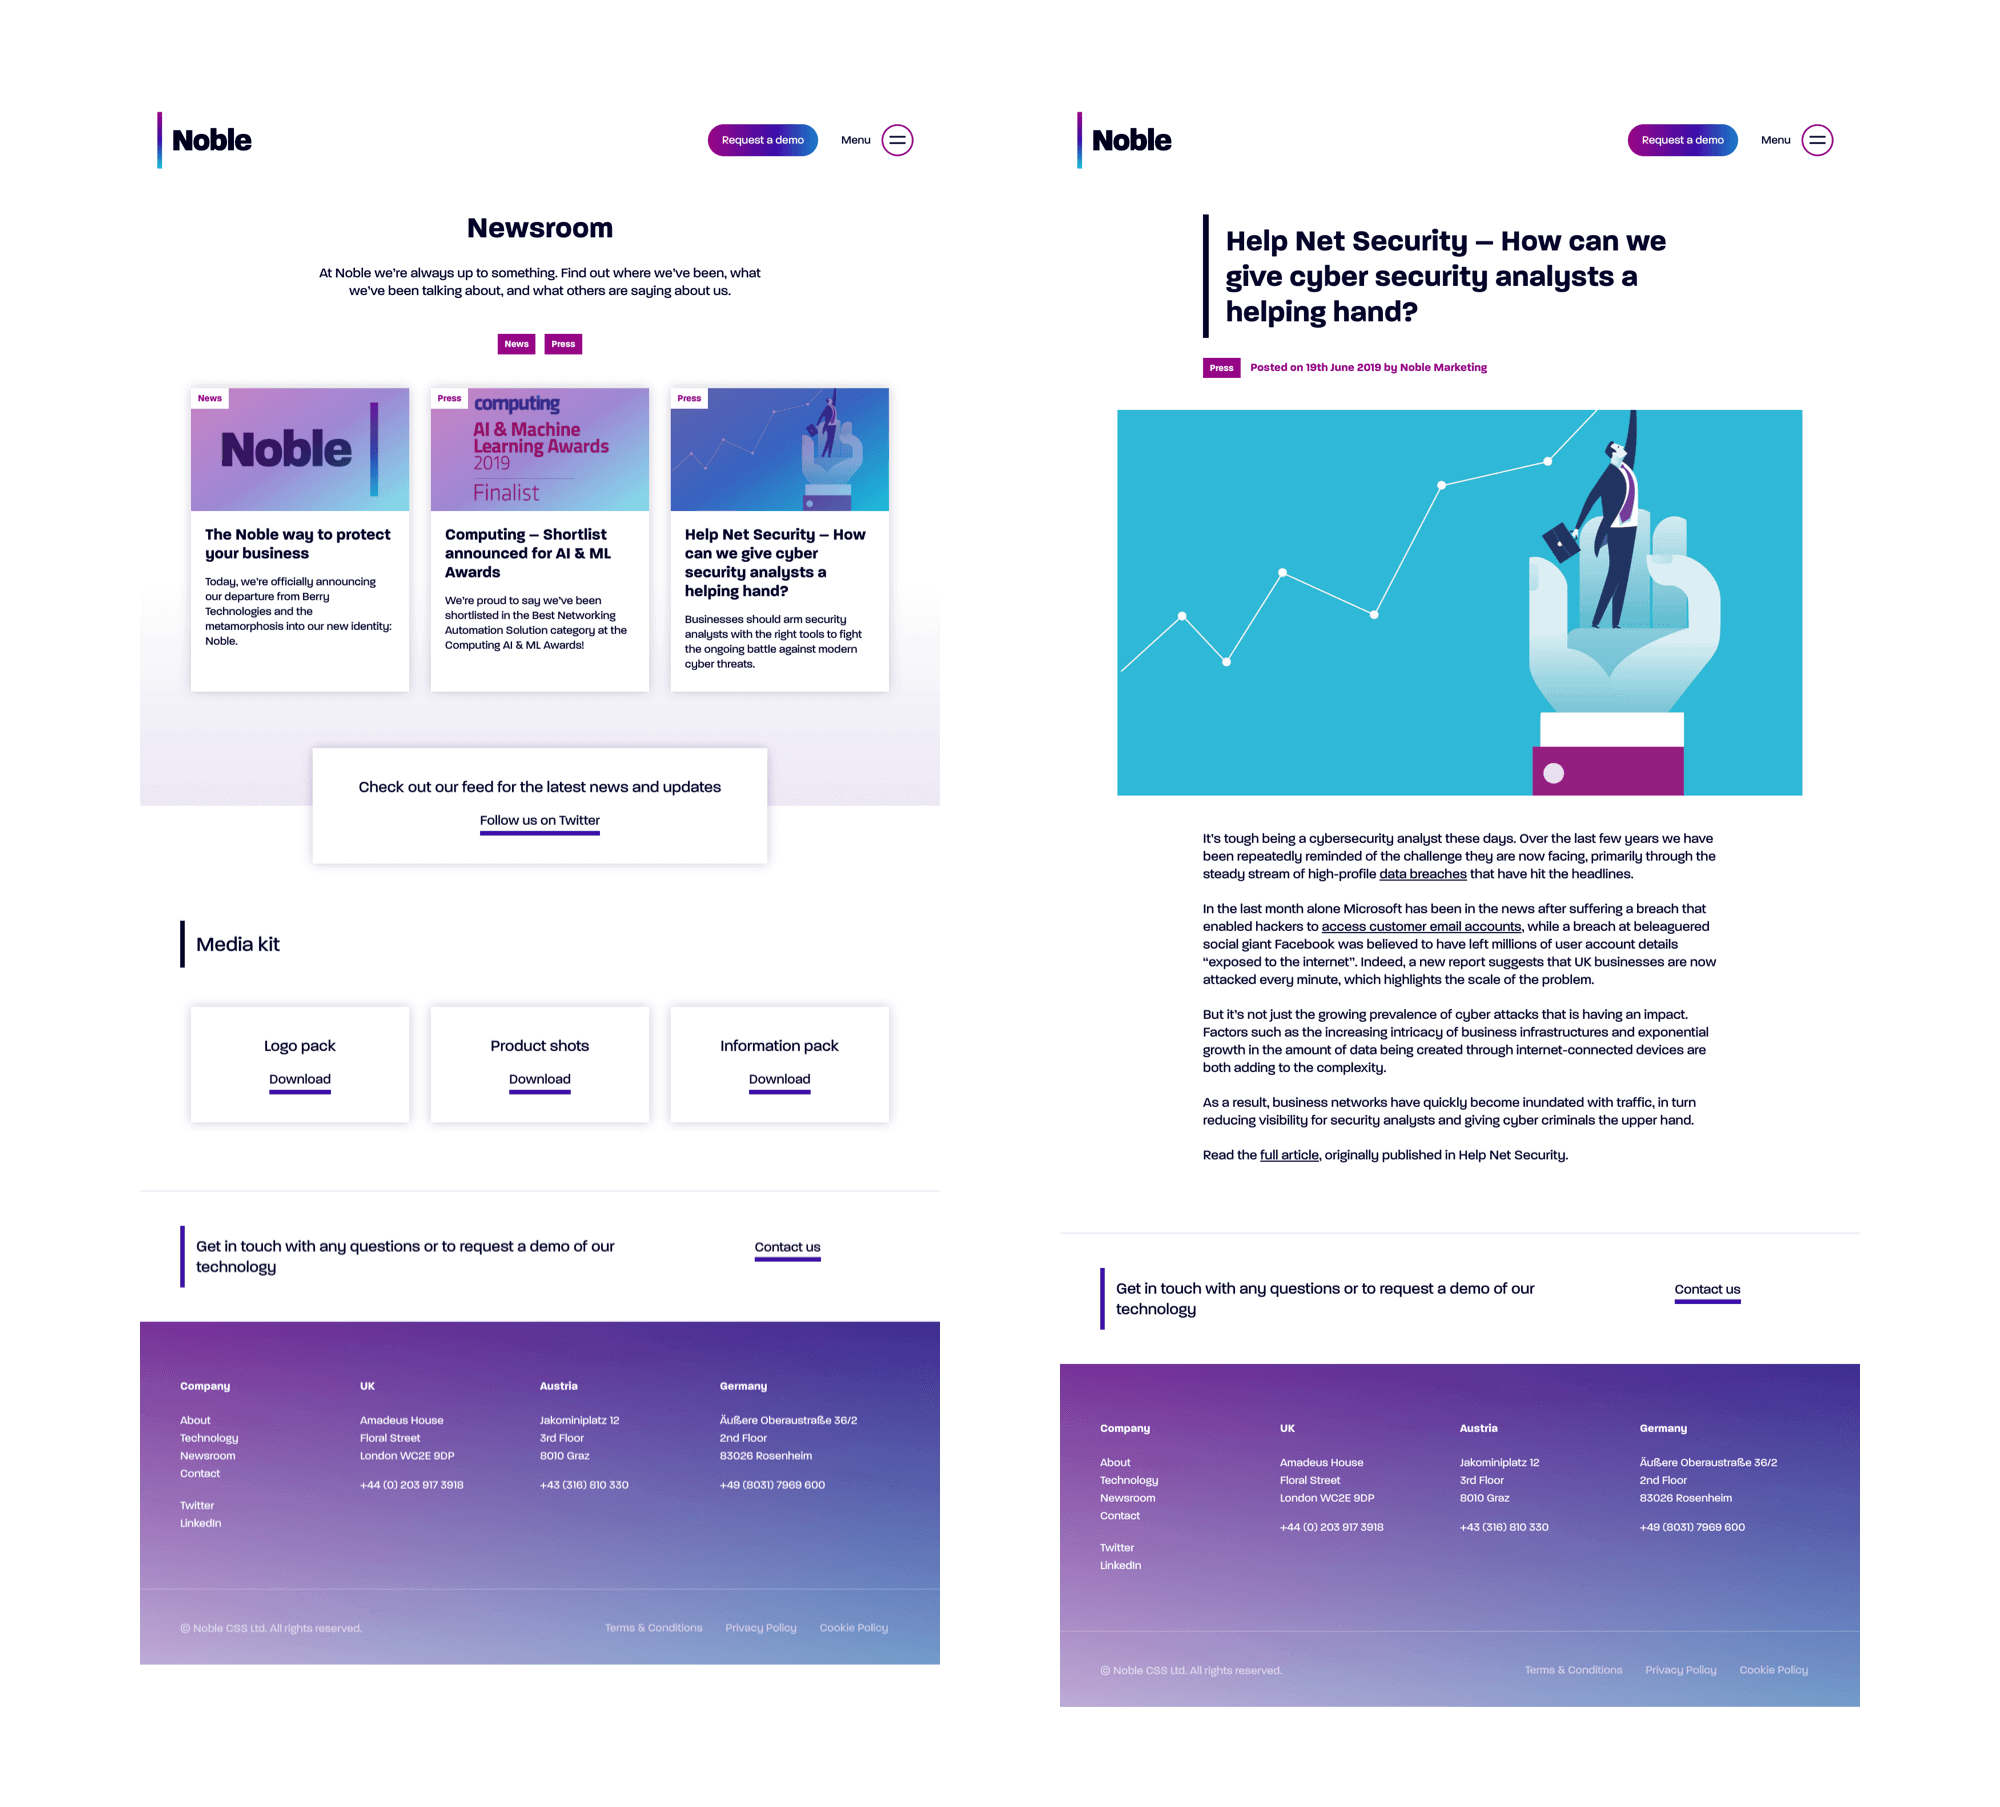 Noble
Request a demo
Menu
Newsroom
At Noble we're always up to something. Find out where we've been, what
we've been talking about, and what others are saying about us.
News
Press
News
Noble
The Noble way to protect
your business
Today, we're officially announcing
our departure from Berry
Technologies and the
metamorphosis into our new identity:
Noble.
Press
computing
AI & Machine
Learning Awards
2019
Finalist
Computing – Shortlist
announced for AI & ML
Awards
We're proud to say we've been
shortlisted in the Best Networking
Automation Solution category at the
Computing AI & ML Awards!
Press
Help Net Security – How
can we give cyber
security analysts a
helping hand?
Businesses should arm security
analysts with the right tools to fight
the ongoing battle against modern
cyber threats.
Check out our feed for the latest news and updates
Follow us on Twitter
Media kit
Logo pack
Download
Product shots
Download
Information pack
Download
Get in touch with any questions or to request a demo of our
technology
Contact us
Company
About
Technology
Newsroom
Contact
Twitter
LinkedIn
UK
Amadeus House
Floral Street
London WC2E 9DP
+44 (0) 203 917 3918
Austria
Jakominiplatz 12
3rd Floor
8010 Graz
+43 (316) 810 330
Germany
Äußere Oberaustraße 36/2
2nd Floor
83026 Rosenheim
+49 (8031) 7969 600
© Noble CSS Ltd. All rights reserved.
Terms & Conditions
Privacy Policy
Cookie Policy
Noble
Request a demo
Menu
Help Net Security – How can we
give cyber security analysts a
helping hand?
Press
Posted on 19th June 2019 by Noble Marketing
It's tough being a cybersecurity analyst these days. Over the last few years we have
been repeatedly reminded of the challenge they are now facing, primarily through the
steady stream of high-profile data breaches that have hit the headlines.
In the last month alone Microsoft has been in the news after suffering a breach that
enabled hackers to access customer email accounts, while a breach at beleaguered
social giant Facebook was believed to have left millions of user account details
“exposed to the internet”. Indeed, a new report suggests that UK businesses are now
attacked every minute, which highlights the scale of the problem.
But it's not just the growing prevalence of cyber attacks that is having an impact.
Factors such as the increasing intricacy of business infrastructures and exponential
growth in the amount of data being created through internet-connected devices are
both adding to the complexity.
As a result, business networks have quickly become inundated with traffic, in turn
reducing visibility for security analysts and giving cyber criminals the upper hand.
Read the full article, originally published in Help Net Security.
Get in touch with any questions or to request a demo of our
technology
Contact us
Company
About
Technology
Newsroom
Contact
Twitter
LinkedIn
UK
Amadeus House
Floral Street
London WC2E 9DP
+44 (0) 203 917 3918
Austria
Jakominiplatz 12
3rd Floor
8010 Graz
+43 (316) 810 330
Germany
Äußere Oberaustraße 36/2
2nd Floor
83026 Rosenheim
+49 (8031) 7969 600
© Noble CSS Ltd. All rights reserved.
Terms & Conditions
Privacy Policy
Cookie Policy